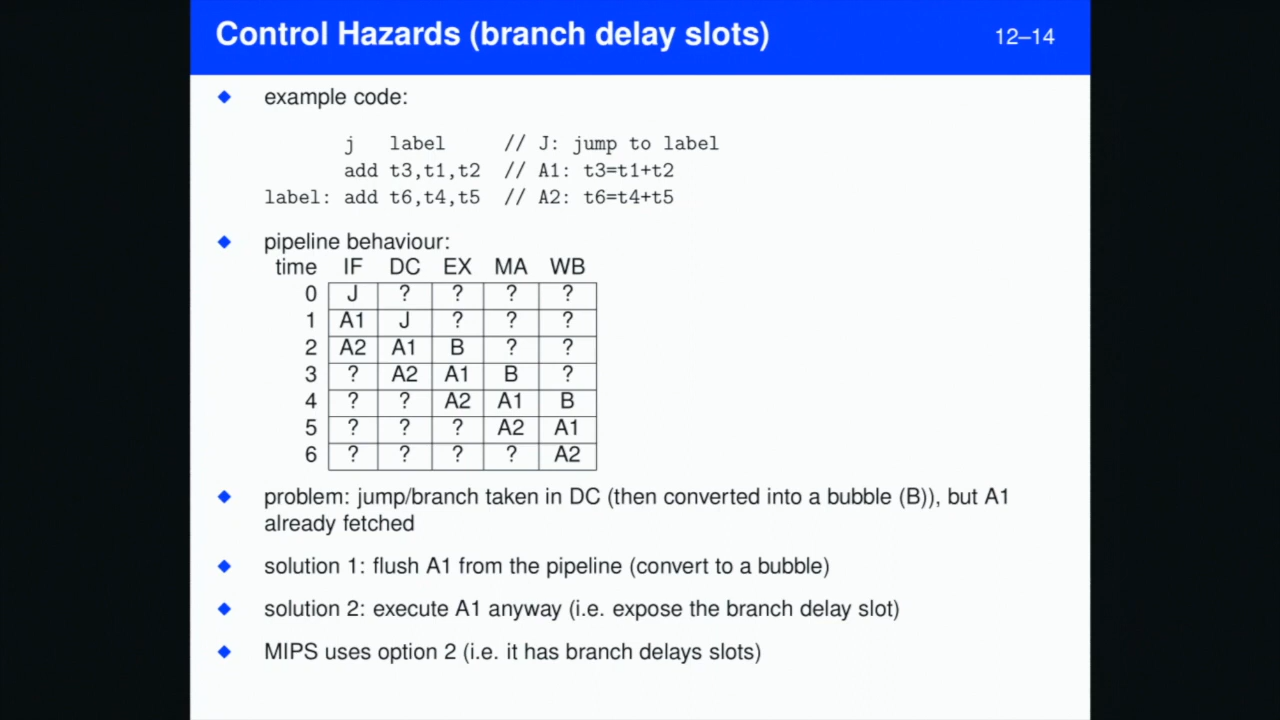 Control Hazards (branch delay slots) 12–14
example code:
j label // J: jump to label
add t3,t1,t2 // A1: t3=t1+t2
label: add t6,t4,t5 // A2: t6=t4+t5
pipeline behaviour:
time IF DC EX MA WB
0 J ? ? ? ?
1 A1 J ? ? ?
2 A2 A1 B ? ?
3 ? A2 A1 B ?
4 ? ? A2 A1 B
5 ? ? ? A2 A1
6 ? ? ? ? A2
problem: jump/branch taken in DC (then converted into a bubble (B)), but A1
already fetched
solution 1: flush A1 from the pipeline (convert to a bubble)
solution 2: execute A1 anyway (i.e. expose the branch delay slot)
MIPS uses option 2 (i.e. it has branch delays slots)